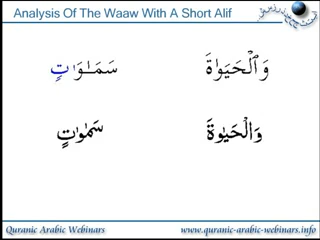 Analysis Of The Waaw With A Short Alif
وَٱلْحَيَوٰةَ سَمَـٰوَٰتٍ
وَالْحَيٰوةَ سَمٰوٰتٍ
Quranic Arabic Webinars www.quranic-arabic-webinars.info